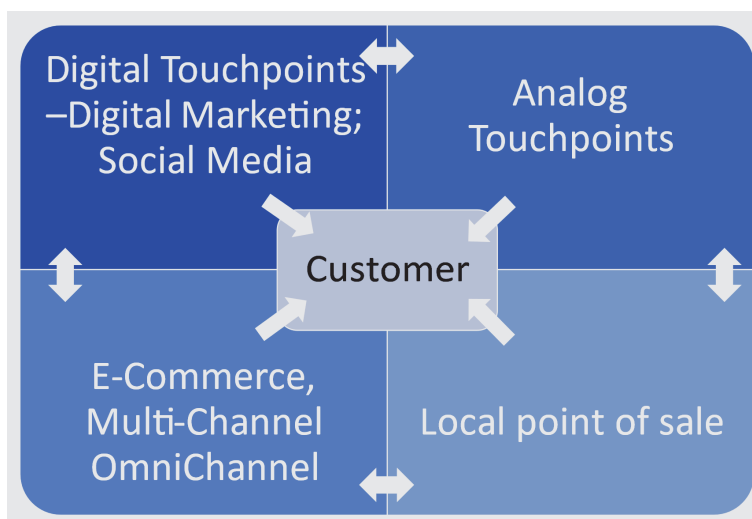 Digital Touchpoints
–Digital Marketing;
Social Media
Analog
Touchpoints
Customer
E-Commerce,
Multi-Channel
OmniChannel
Local point of sale